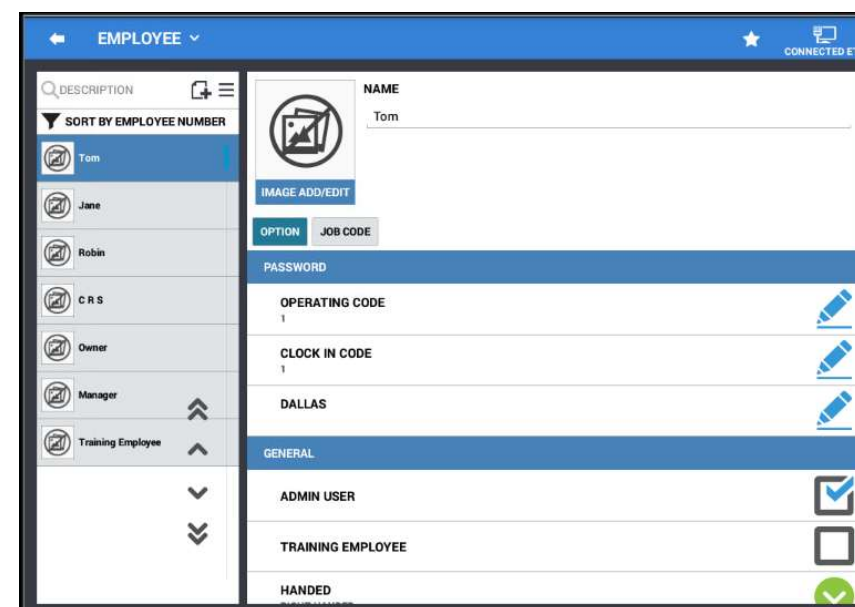 EMPLOYEE
CONNECTED ET
DESCRIPTION
SORT BY EMPLOYEE NUMBER
Tom
Jane
Robin
C R S
Owner
Manager
Training Employee
NAME
Tom
IMAGE ADD/EDIT
OPTION JOB CODE
PASSWORD
OPERATING CODE
1
CLOCK IN CODE
1
DALLAS
GENERAL
ADMIN USER
TRAINING EMPLOYEE
HANDED